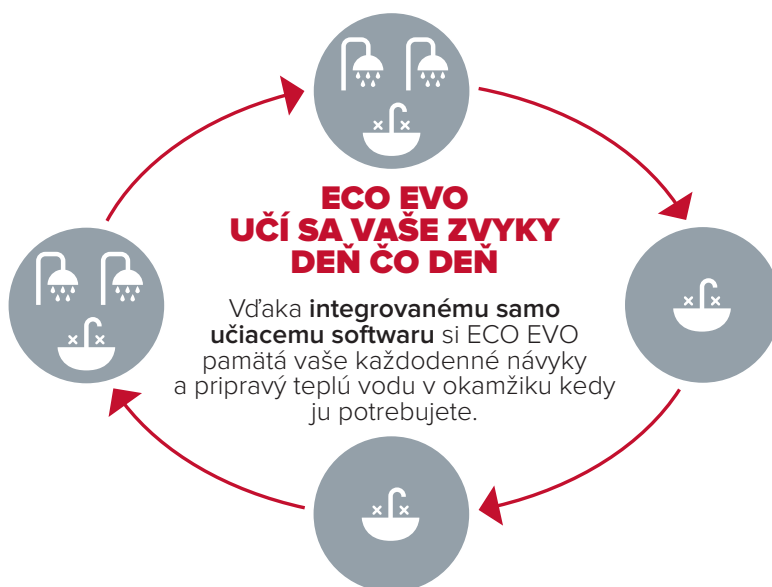 ECO EVO
UČÍ SA VAŠE ZVYKY
DEŇ ČO DEŇ
Vďaka integrovanému samo
učiacemu softwaru si ECO EVO
pamätá vaše každodenné návyky
a pripravý teplú vodu v okamžiku kedy
ju potrebujete.